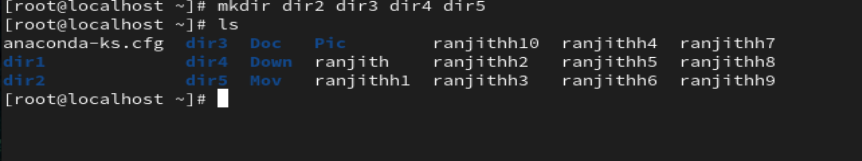 [root@localhost ~]# mkdir dir2 dir3 dir4 dir5
[root@localhost ~]# ls
anaconda-ks.cfg  dir3  Doc   Pic        ranjithh10  ranjithh4  ranjithh7
dir1             dir4  Down  ranjith    ranjithh2   ranjithh5  ranjithh8
dir2             dir5  Mov   ranjithh1  ranjithh3   ranjithh6  ranjithh9
[root@localhost ~]#